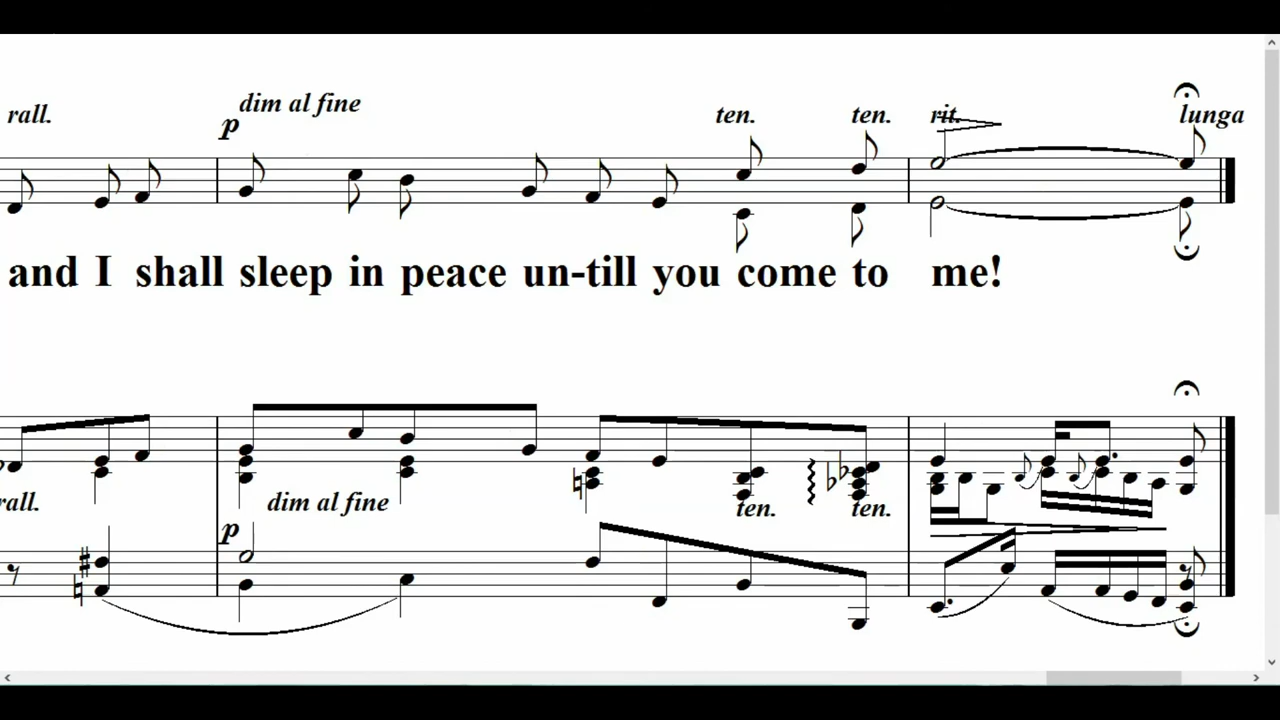 rall.
dim al fine
p
ten. ten. rit. lunga
and I shall sleep in peace un-till you come to me!
rall.
dim al fine
ten. ten.
p